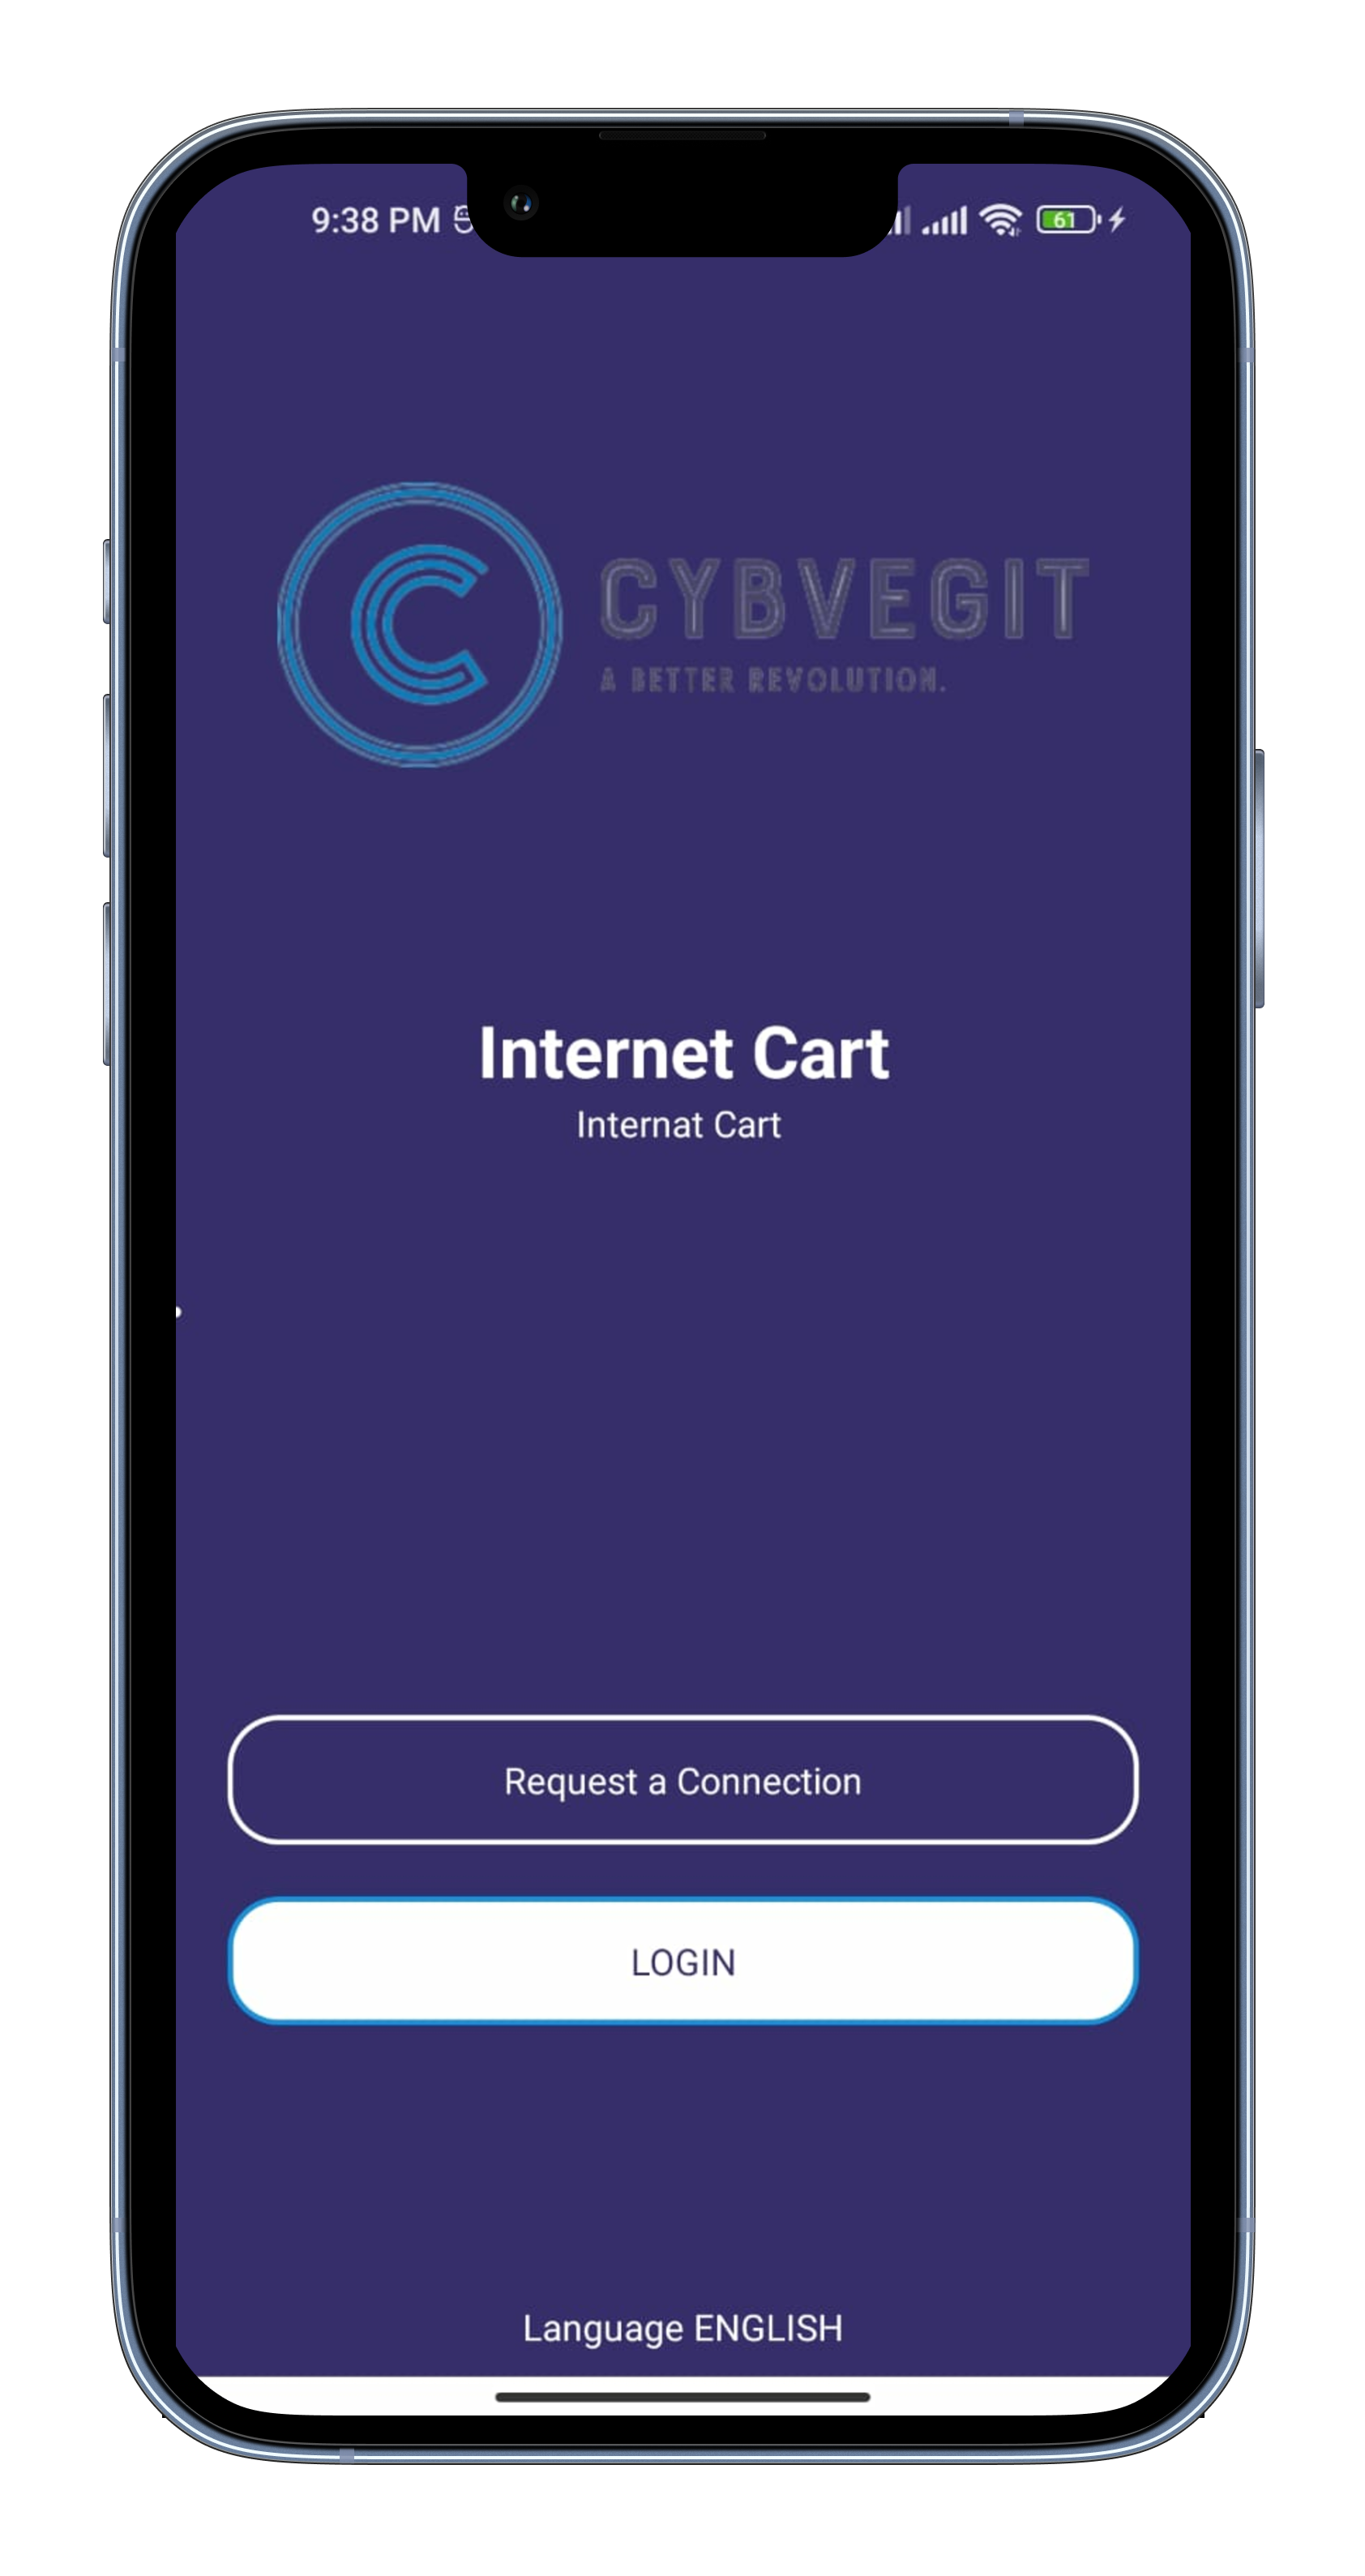 9:38 PM
61
CYBVEGIT
A BETTER REVOLUTION.
Internet Cart
Internat Cart
Request a Connection
LOGIN
Language ENGLISH